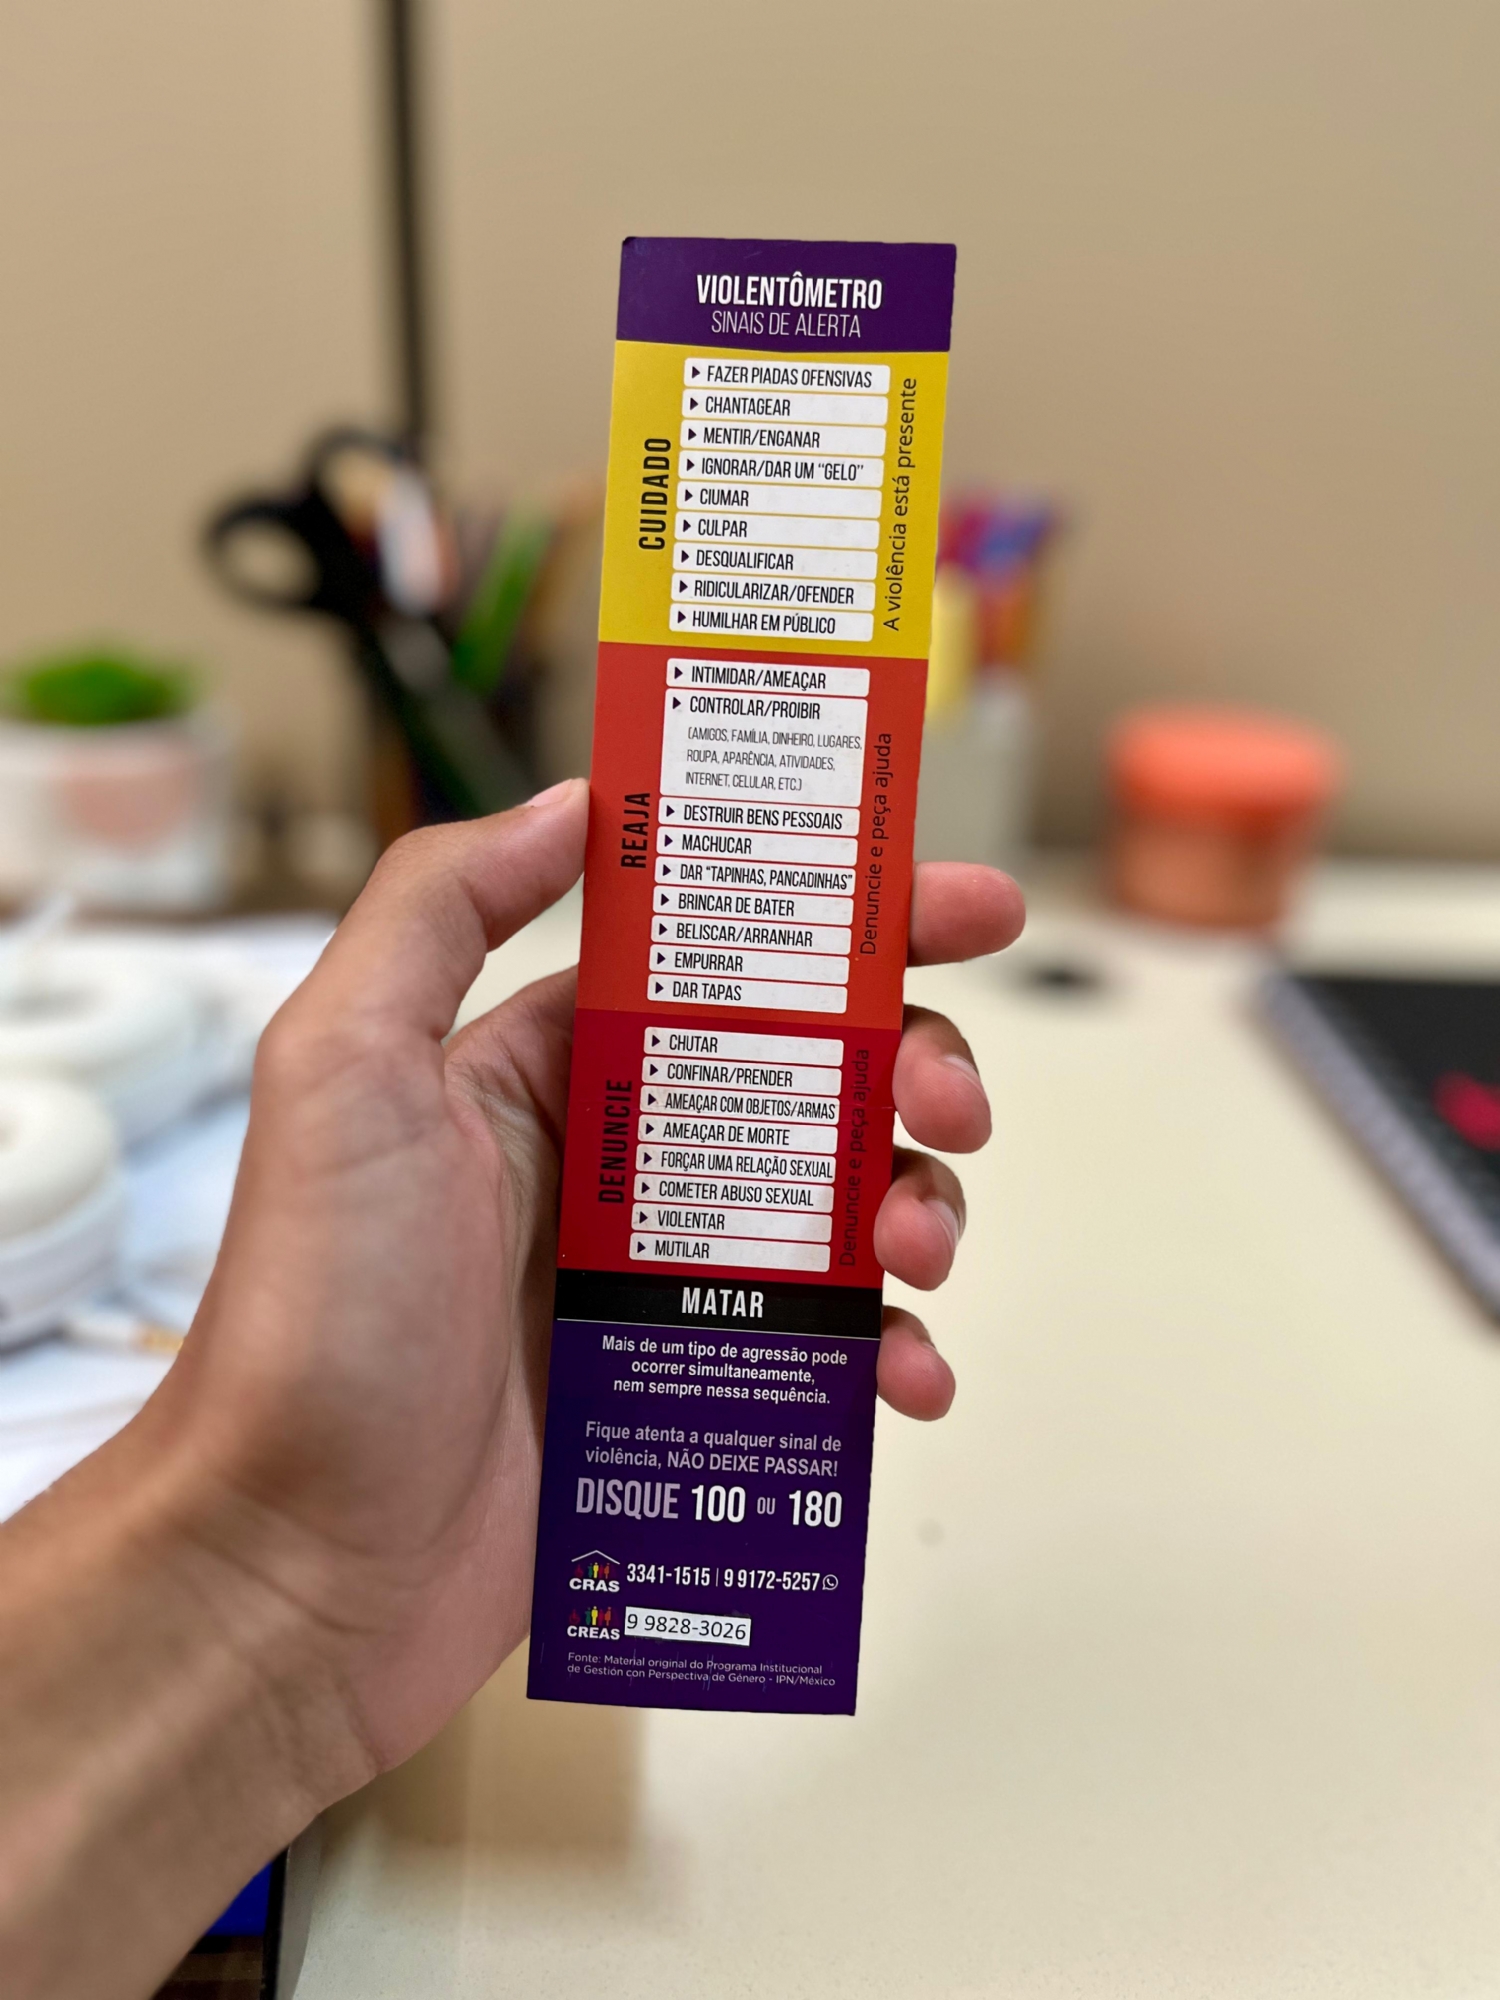 VIOLENTÔMETRO
SINAIS DE ALERTA
CUIDADO
FAZER PIADAS OFENSIVAS
CHANTAGEAR
MENTIR/ENGANAR
IGNORAR/DAR UM “GELO”
CIUMAR
CULPAR
DESQUALIFICAR
RIDICULARIZAR/OFENDER
HUMILHAR EM PÚBLICO
A violência está presente
REAJA
INTIMIDAR/AMEAÇAR
CONTROLAR/PROIBIR
(AMIGOS, FAMÍLIA, DINHEIRO, LUGARES,
ROUPA, APARÊNCIA, ATIVIDADES,
INTERNET, CELULAR, ETC.)
DESTRUIR BENS PESSOAIS
MACHUCAR
DAR “TAPINHAS, PANCADINHAS”
BRINCAR DE BATER
BELISCAR/ARRANHAR
EMPURRAR
DAR TAPAS
Denuncie e peça ajuda
DENUNCIE
CHUTAR
CONFINAR/PRENDER
AMEAÇAR COM OBJETOS/ARMAS
AMEAÇAR DE MORTE
FORÇAR UMA RELAÇÃO SEXUAL
COMETER ABUSO SEXUAL
VIOLENTAR
MUTILAR
Denuncie e peça ajuda
MATAR
Mais de um tipo de agressão pode
ocorrer simultaneamente,
nem sempre nessa sequência.
Fique atenta a qualquer sinal de
violência, NÃO DEIXE PASSAR!
DISQUE 100 OU 180
CRAS 3341-1515 | 9 9172-5257
CREAS 9 9828-3026
Fonte: Material original do Programa Institucional
de Gestión con Perspectiva de Género - IPN/México